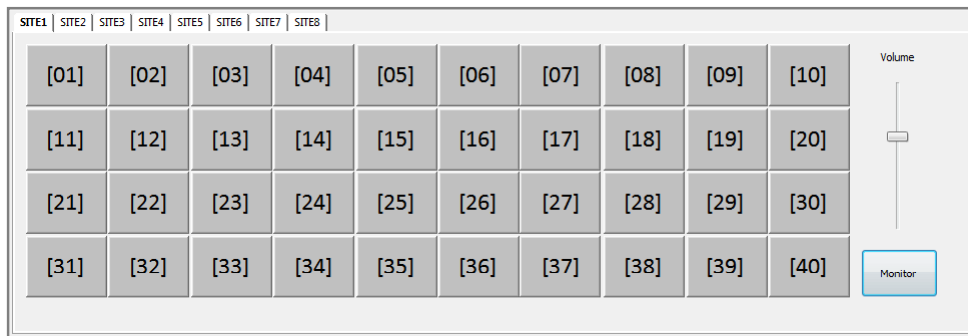 SITE1 SITE2 SITE3 SITE4 SITE5 SITE6 SITE7 SITE8
[01] [02] [03] [04] [05] [06] [07] [08] [09] [10]
Volume
[11] [12] [13] [14] [15] [16] [17] [18] [19] [20]
[21] [22] [23] [24] [25] [26] [27] [28] [29] [30]
[31] [32] [33] [34] [35] [36] [37] [38] [39] [40]
Monitor